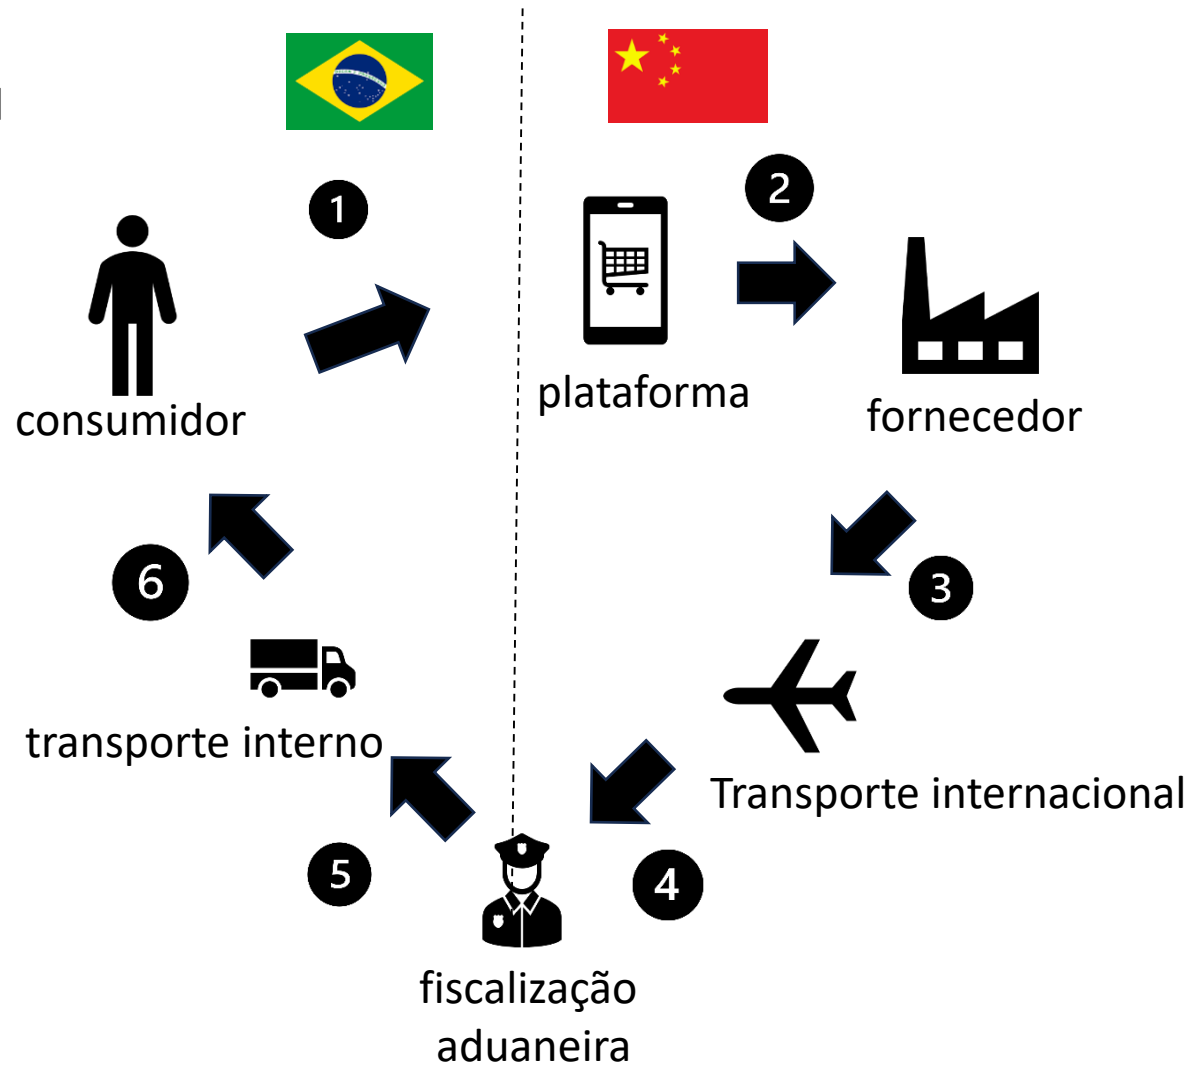 1
2
consumidor
plataforma
fornecedor
6
3
transporte interno
Transporte internacional
5
4
fiscalização
aduaneira